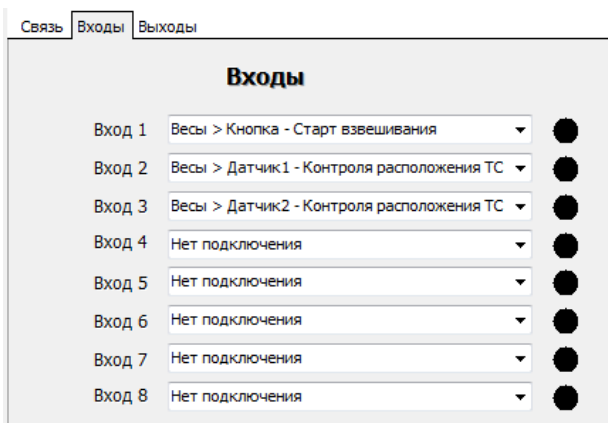 Связь Входы Выходы
Входы
Вход 1 Весы > Кнопка - Старт взвешивания
Вход 2 Весы > Датчик1 - Контроля расположения ТС
Вход 3 Весы > Датчик2 - Контроля расположения ТС
Вход 4 Нет подключения
Вход 5 Нет подключения
Вход 6 Нет подключения
Вход 7 Нет подключения
Вход 8 Нет подключения